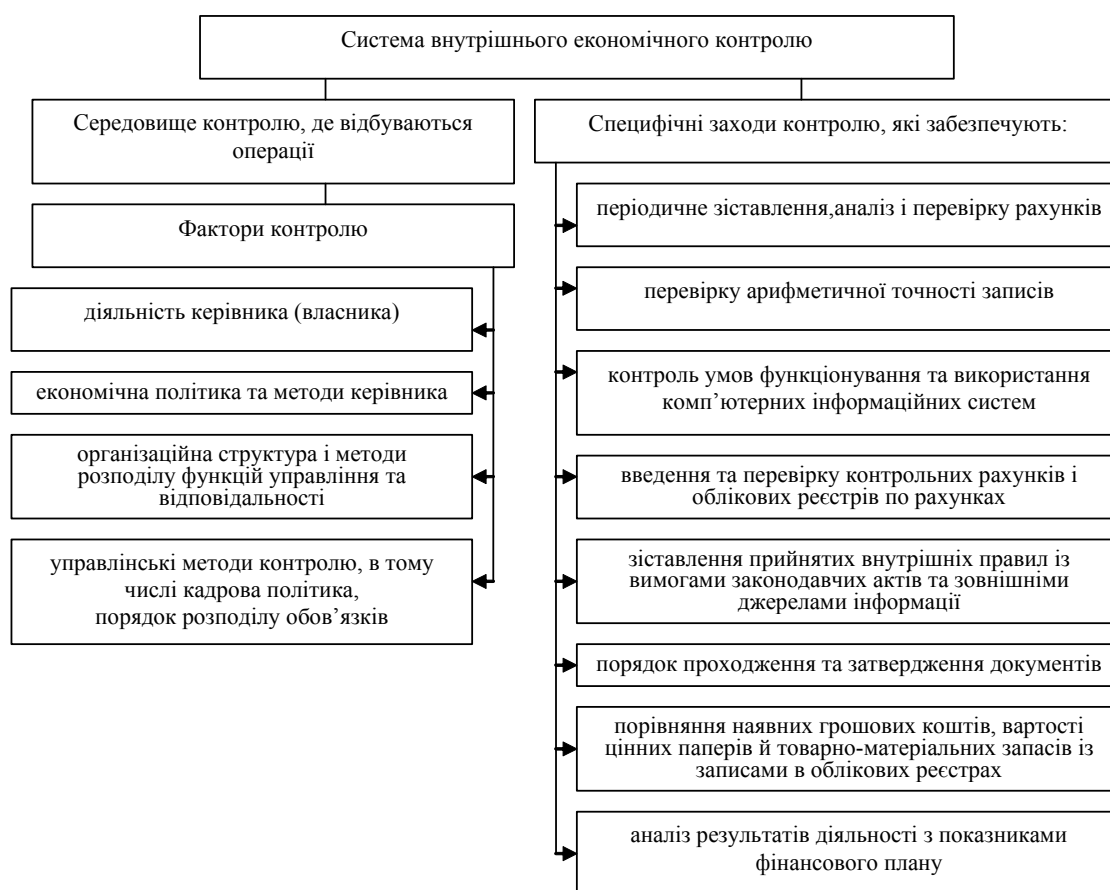 Система внутрішнього економічного контролю
Середовище контролю, де відбуваються
операції
Фактори контролю
діяльність керівника (власника)
економічна політика та методи керівника
організаційна структура і методи
розподілу функцій управління та
відповідальності
управлінські методи контролю, в тому
числі кадрова політика,
порядок розподілу обов’язків
Специфічні заходи контролю, які забезпечують:
періодичне зіставлення,аналіз і перевірку рахунків
перевірку арифметичної точності записів
контроль умов функціонування та використання
комп’ютерних інформаційних систем
введення та перевірку контрольних рахунків і
облікових реєстрів по рахунках
зіставлення прийнятих внутрішніх правил із
вимогами законодавчих актів та зовнішніми
джерелами інформації
порядок проходження та затвердження документів
порівняння наявних грошових коштів, вартості
цінних паперів й товарно-матеріальних запасів із
записами в облікових реєстрах
аналіз результатів діяльності з показниками
фінансового плану